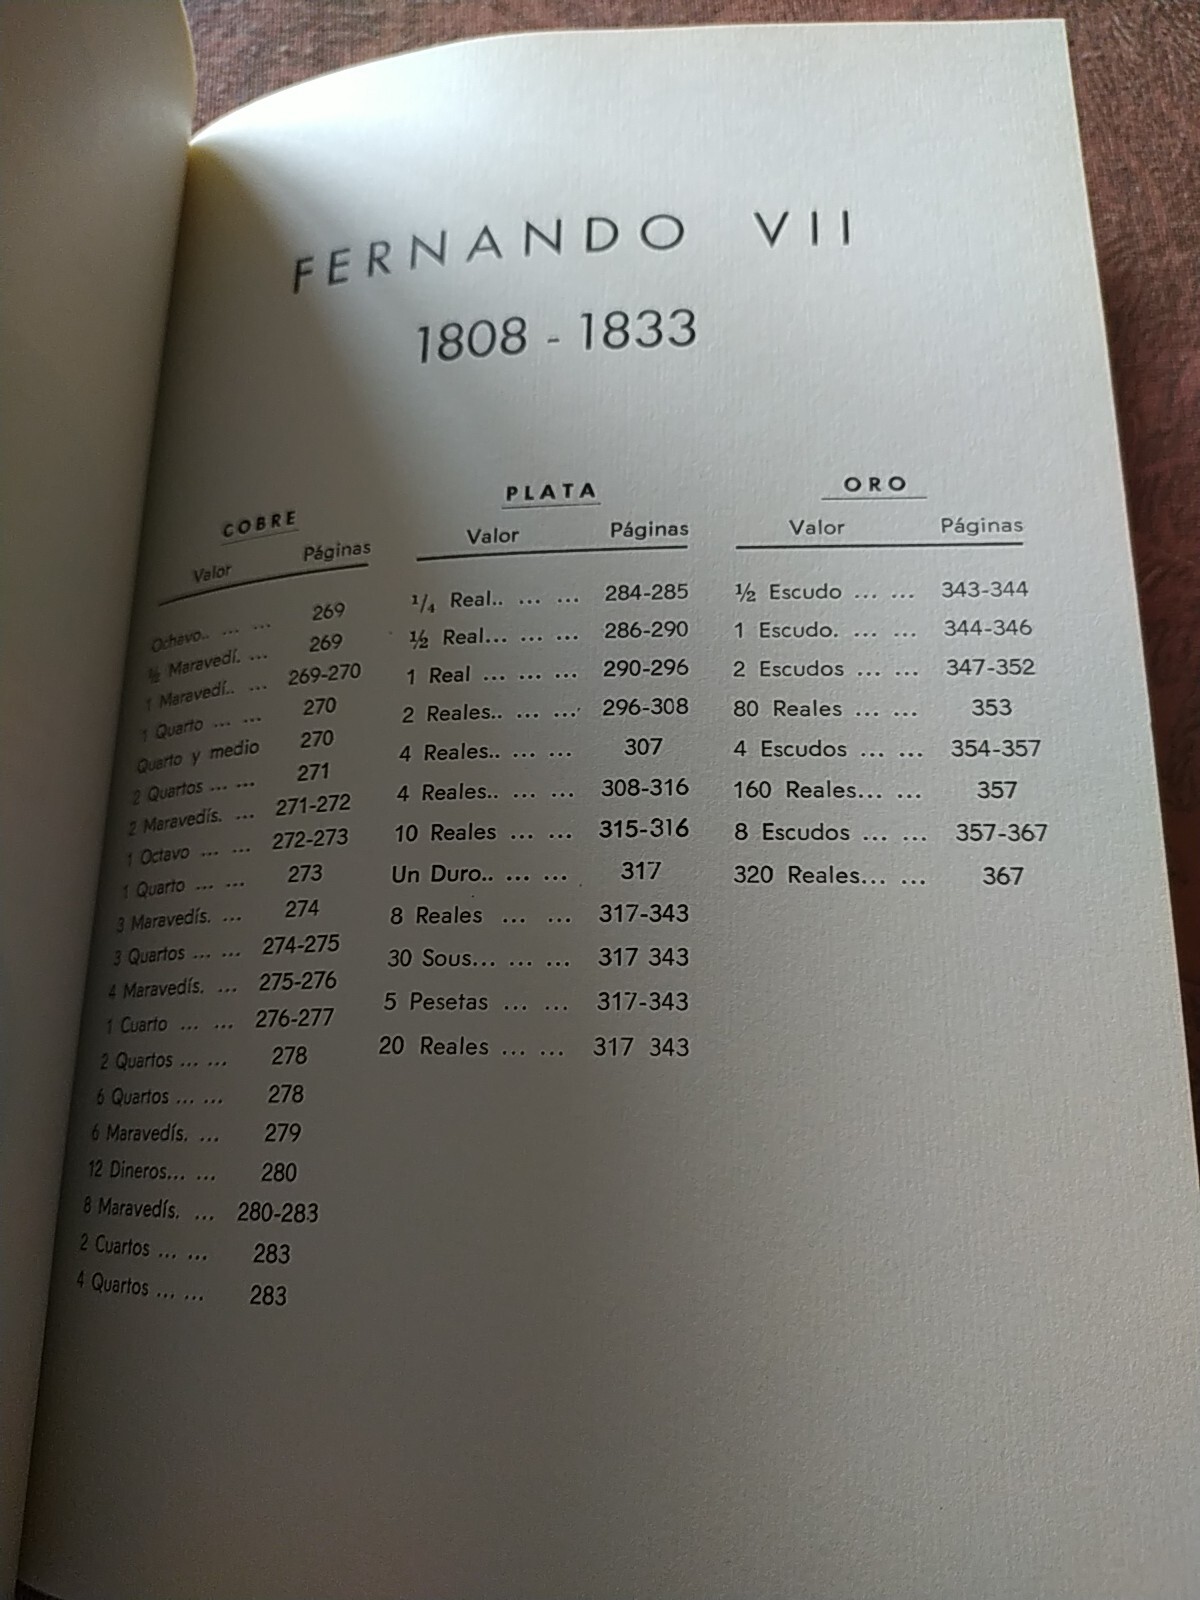 FERNANDO VII
1808 - 1833
COBRE
Valor Páginas
Ochavo.. ... ... 269
½ Maravedí. ... 269
1 Maravedí.. ... 269-270
1 Quarto ... ... 270
Quarto y medio 270
2 Quartos ... ... 271
2 Maravedís. ... 271-272
1 Octavo ... ... 272-273
1 Quarto ... ... 273
3 Maravedís. ... 274
3 Quartos ... ... 274-275
4 Maravedís. ... 275-276
1 Cuarto ... ... 276-277
2 Quartos ... ... 278
6 Quartos ... ... 278
6 Maravedís. ... 279
12 Dineros... ... 280
8 Maravedís. ... 280-283
2 Cuartos ... ... 283
4 Quartos ... ... 283
PLATA
Valor Páginas
1/4 Real.. ... ... 284-285
½ Real... ... ... 286-290
1 Real ... ... ... 290-296
2 Reales.. ... ... 296-308
4 Reales.. ... ... 307
4 Reales.. ... ... 308-316
10 Reales ... ... 315-316
Un Duro.. ... ... 317
8 Reales ... ... 317-343
30 Sous... ... ... 317 343
5 Pesetas ... ... 317-343
20 Reales ... ... 317 343
ORO
Valor Páginas
½ Escudo ... ... 343-344
1 Escudo. ... ... 344-346
2 Escudos ... ... 347-352
80 Reales ... ... 353
4 Escudos ... ... 354-357
160 Reales... ... 357
8 Escudos ... ... 357-367
320 Reales... ... 367